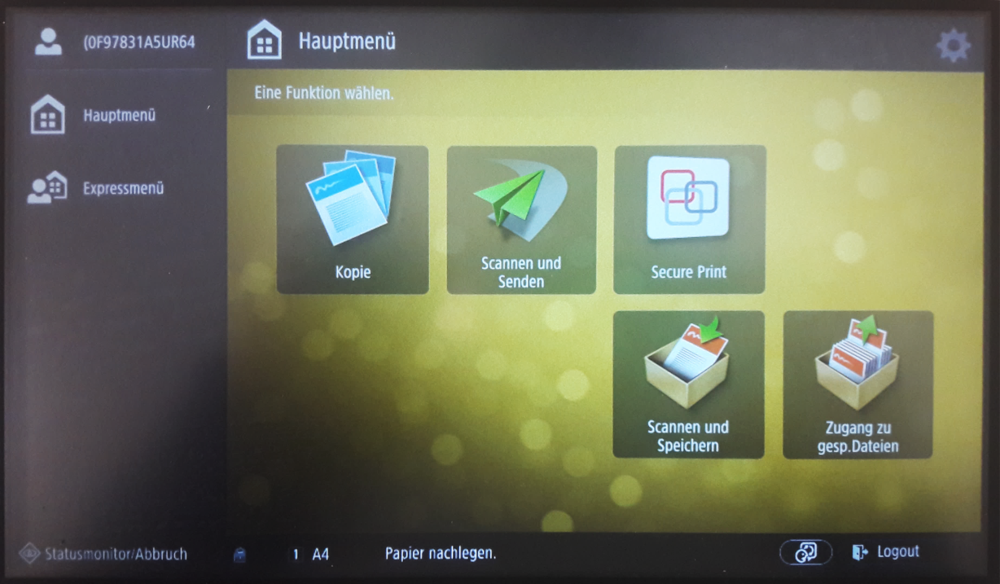 (0F97831A5UR64
Hauptmenü
Hauptmenü
Expressmenü
Eine Funktion wählen.
Kopie
Scannen und
Senden
Secure Print
Scannen und
Speichern
Zugang zu
gesp.Dateien
Statusmonitor/Abbruch
1 A4
Papier nachlegen.
Logout